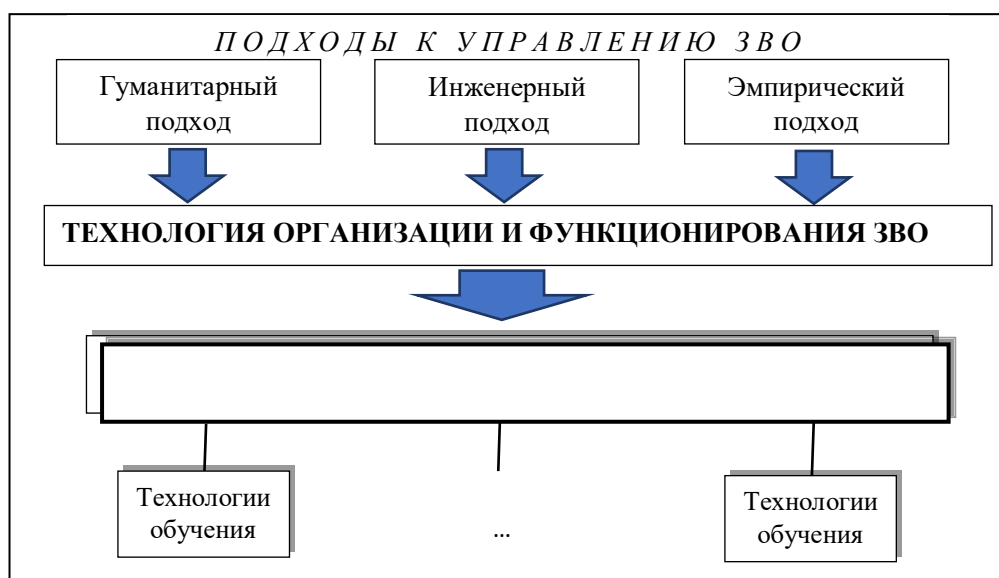 ПОДХОДЫ К УПРАВЛЕНИЮ ЗВО
Гуманитарный
подход
Инженерный
подход
Эмпирический
подход
ТЕХНОЛОГИЯ ОРГАНИЗАЦИИ И ФУНКЦИОНИРОВАНИЯ ЗВО
Технологии
обучения
...
Технологии
обучения